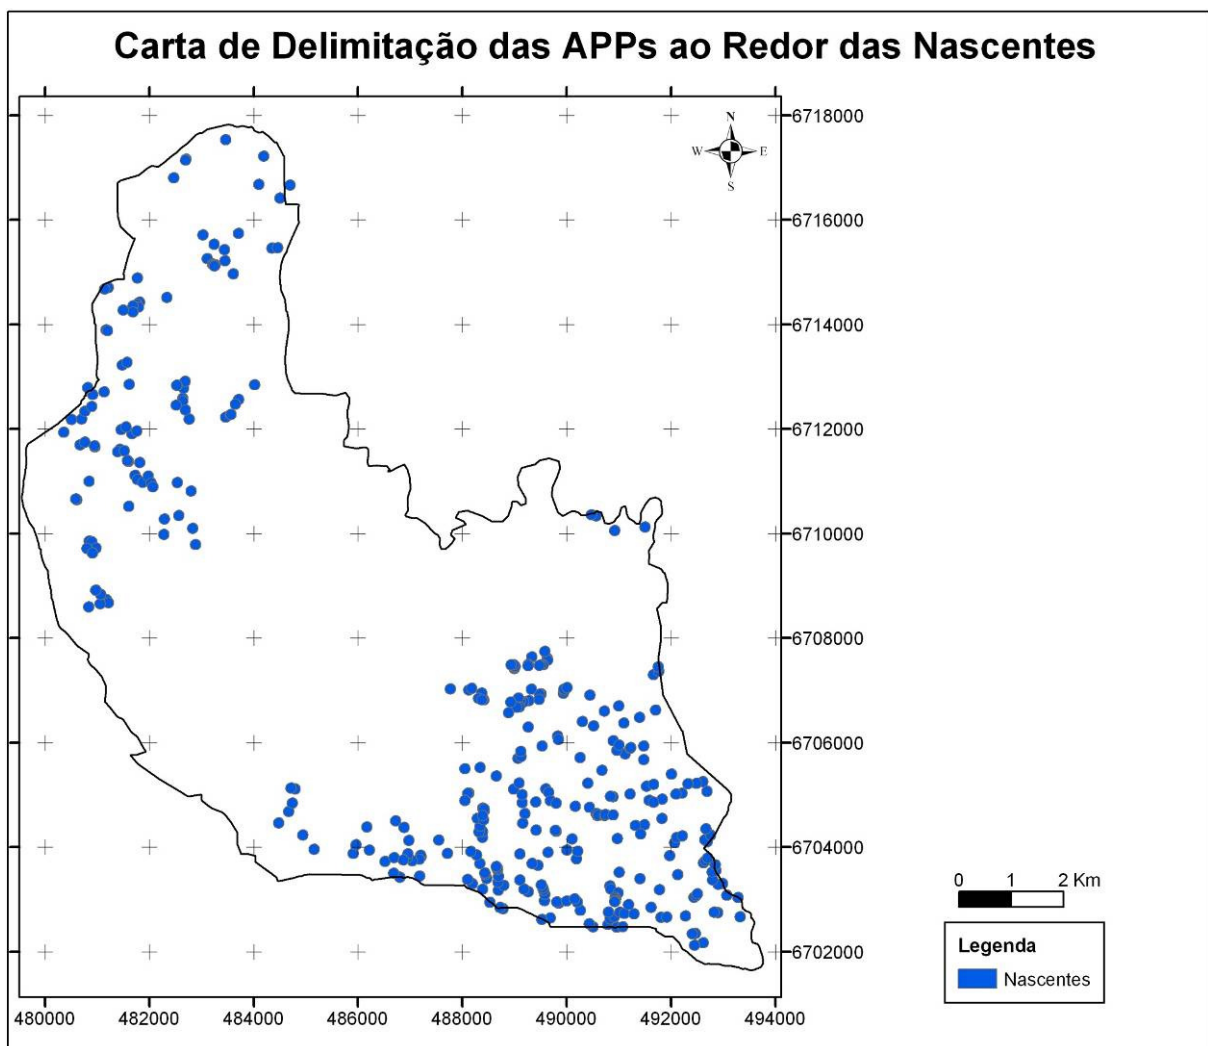 Carta de Delimitação das APPs ao Redor das Nascentes
6718000
N
W E
S
6716000
6714000
6712000
6710000
6708000
6706000
6704000
6702000
0 1 2 Km
Legenda
Nascentes
480000 482000 484000 486000 488000 490000 492000 494000